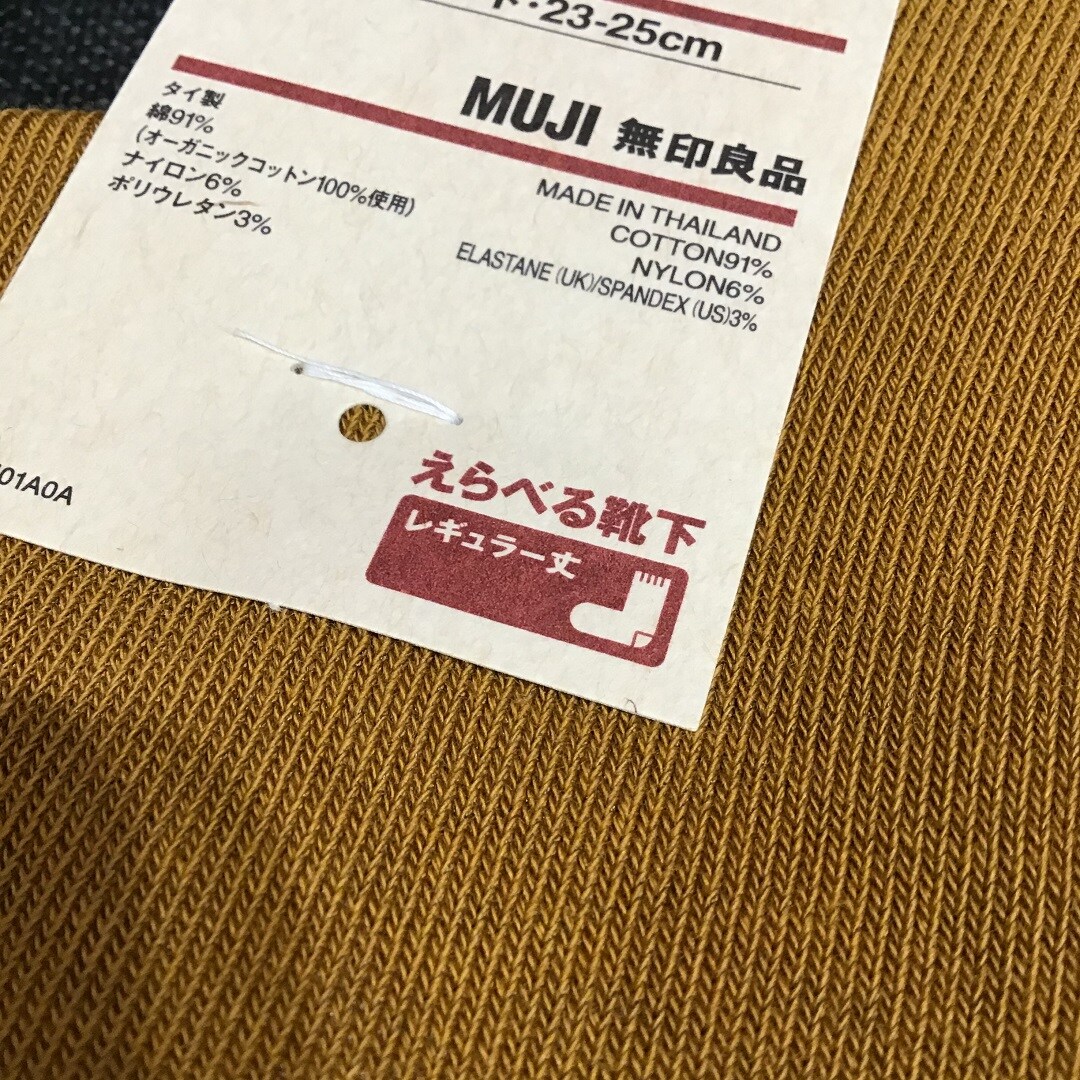 ・23-25cm
MUJI 無印良品
タイ製
綿91%
(オーガニックコットン100%使用)
ナイロン6%
ポリウレタン3%
MADE IN THAILAND
COTTON91%
NYLON6%
ELASTANE (UK)/SPANDEX (US)3%
01A0A
えらべる靴下
レギュラー丈